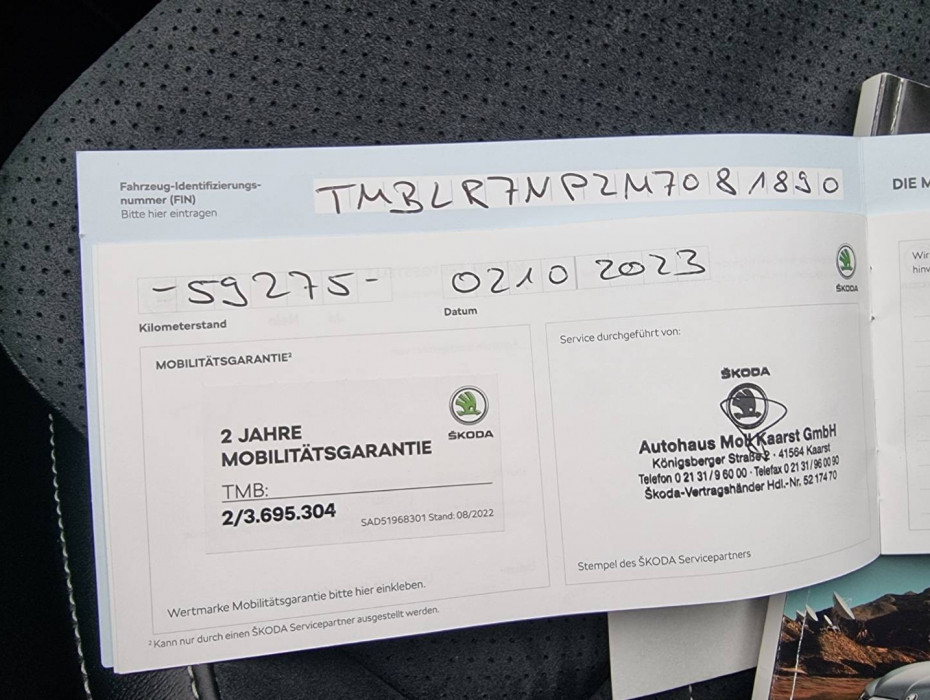 Fahrzeug-Identifizierungs-
nummer (FIN)
Bitte hier eintragen
TMBLR7NP2M7081890
DIE M
-59275-
0210 2023
Kilometerstand
Datum
ŠKODA
Wir
hinw
MOBILITÄTSGARANTIE²
2 JAHRE
MOBILITÄTSGARANTIE
ŠKODA
TMB:
2/3.695.304
SAD51968301 Stand: 08/2022
Wertmarke Mobilitätsgarantie bitte hier einkleben.
² Kann nur durch einen ŠKODA Servicepartner ausgestellt werden.
Service durchgeführt von:
ŠKODA
Autohaus Moll Kaarst GmbH
Königsberger Straße 2 · 41564 Kaarst
Telefon 0 21 31 / 9 60 00 · Telefax 0 21 31 / 96 00 90
Škoda-Vertragshänder Hdl.-Nr. 52 174 70
Stempel des ŠKODA Servicepartners